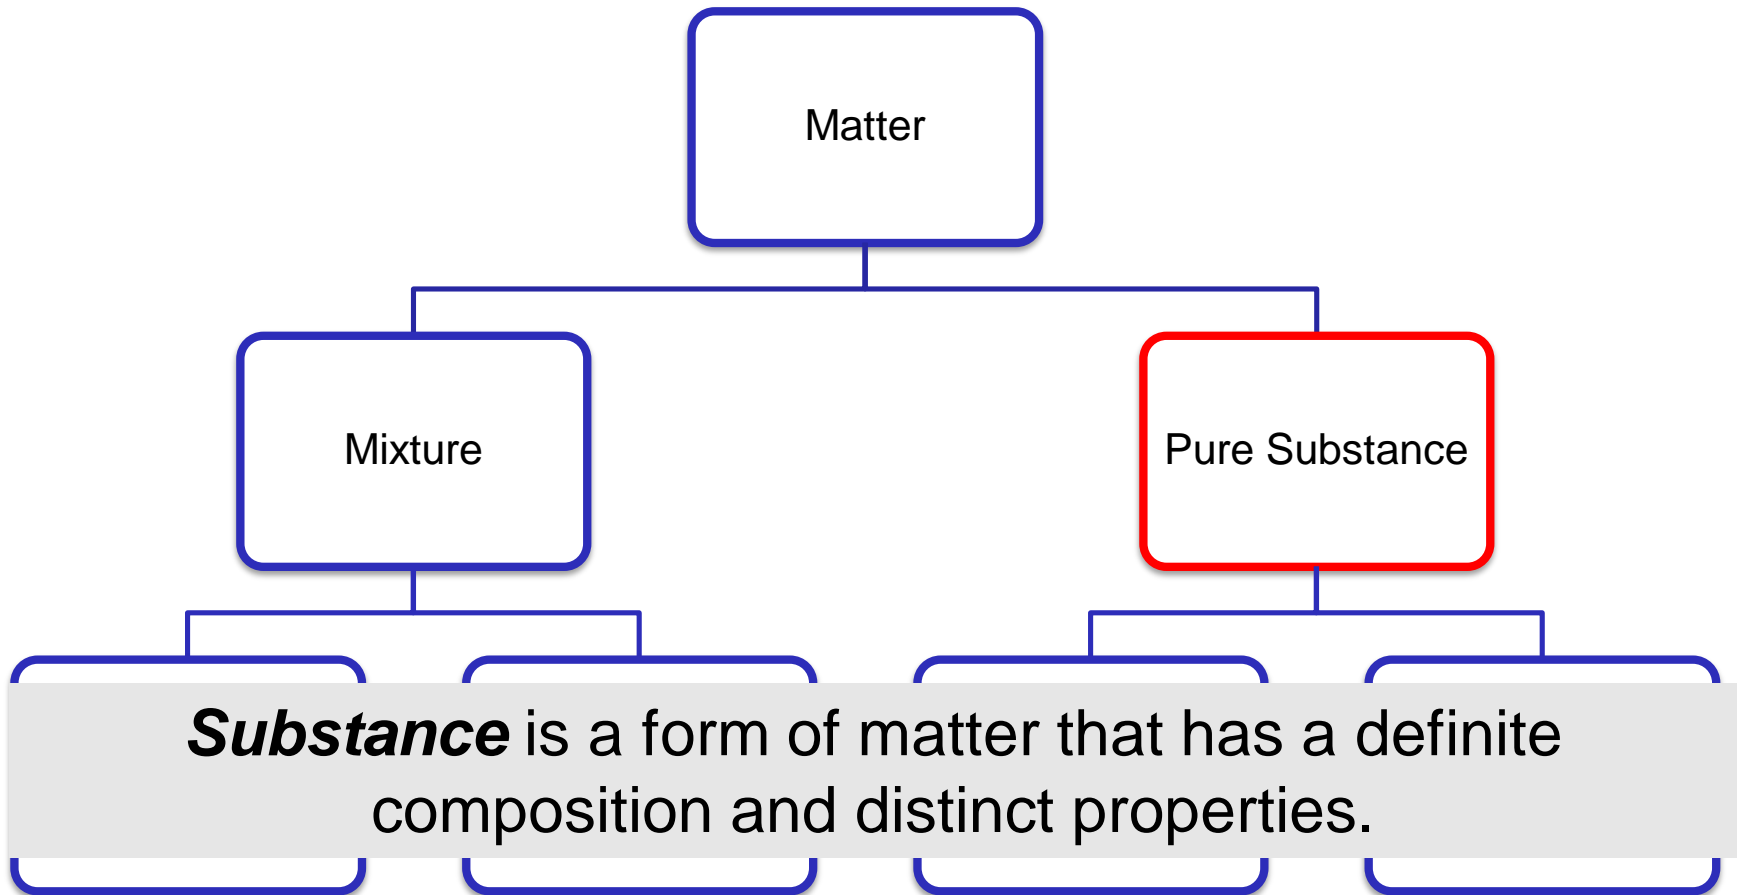 Matter
Mixture
Pure Substance
Substance is a form of matter that has a definite
composition and distinct properties.